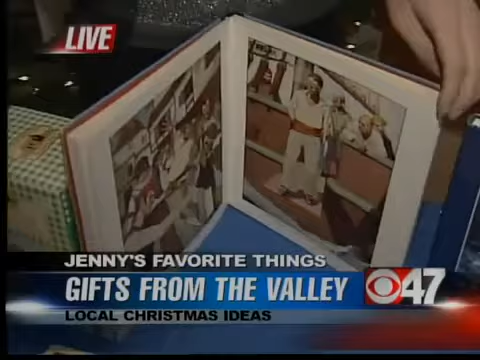 LIVE
JENNY'S FAVORITE THINGS
GIFTS FROM THE VALLEY
47
LOCAL CHRISTMAS IDEAS